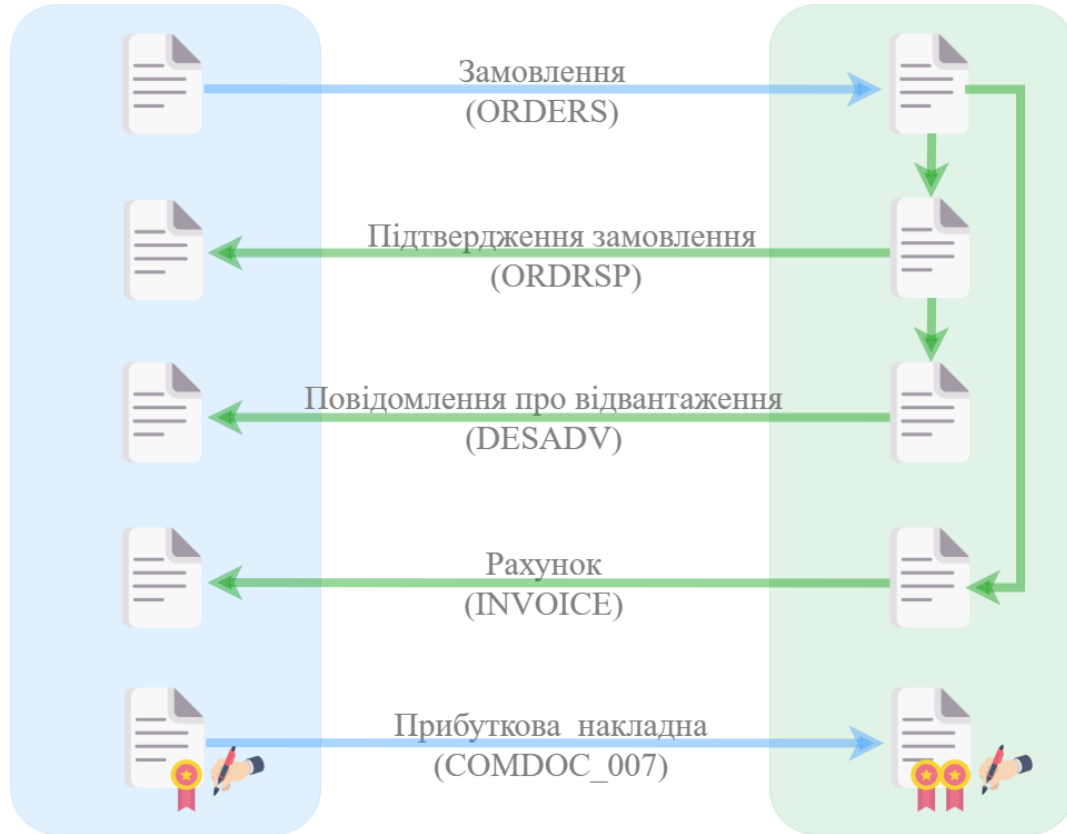 Замовлення
(ORDERS)
Підтвердження замовлення
(ORDRSP)
Повідомлення про відвантаження
(DESADV)
Рахунок
(INVOICE)
Прибуткова накладна
(COMDOC_007)